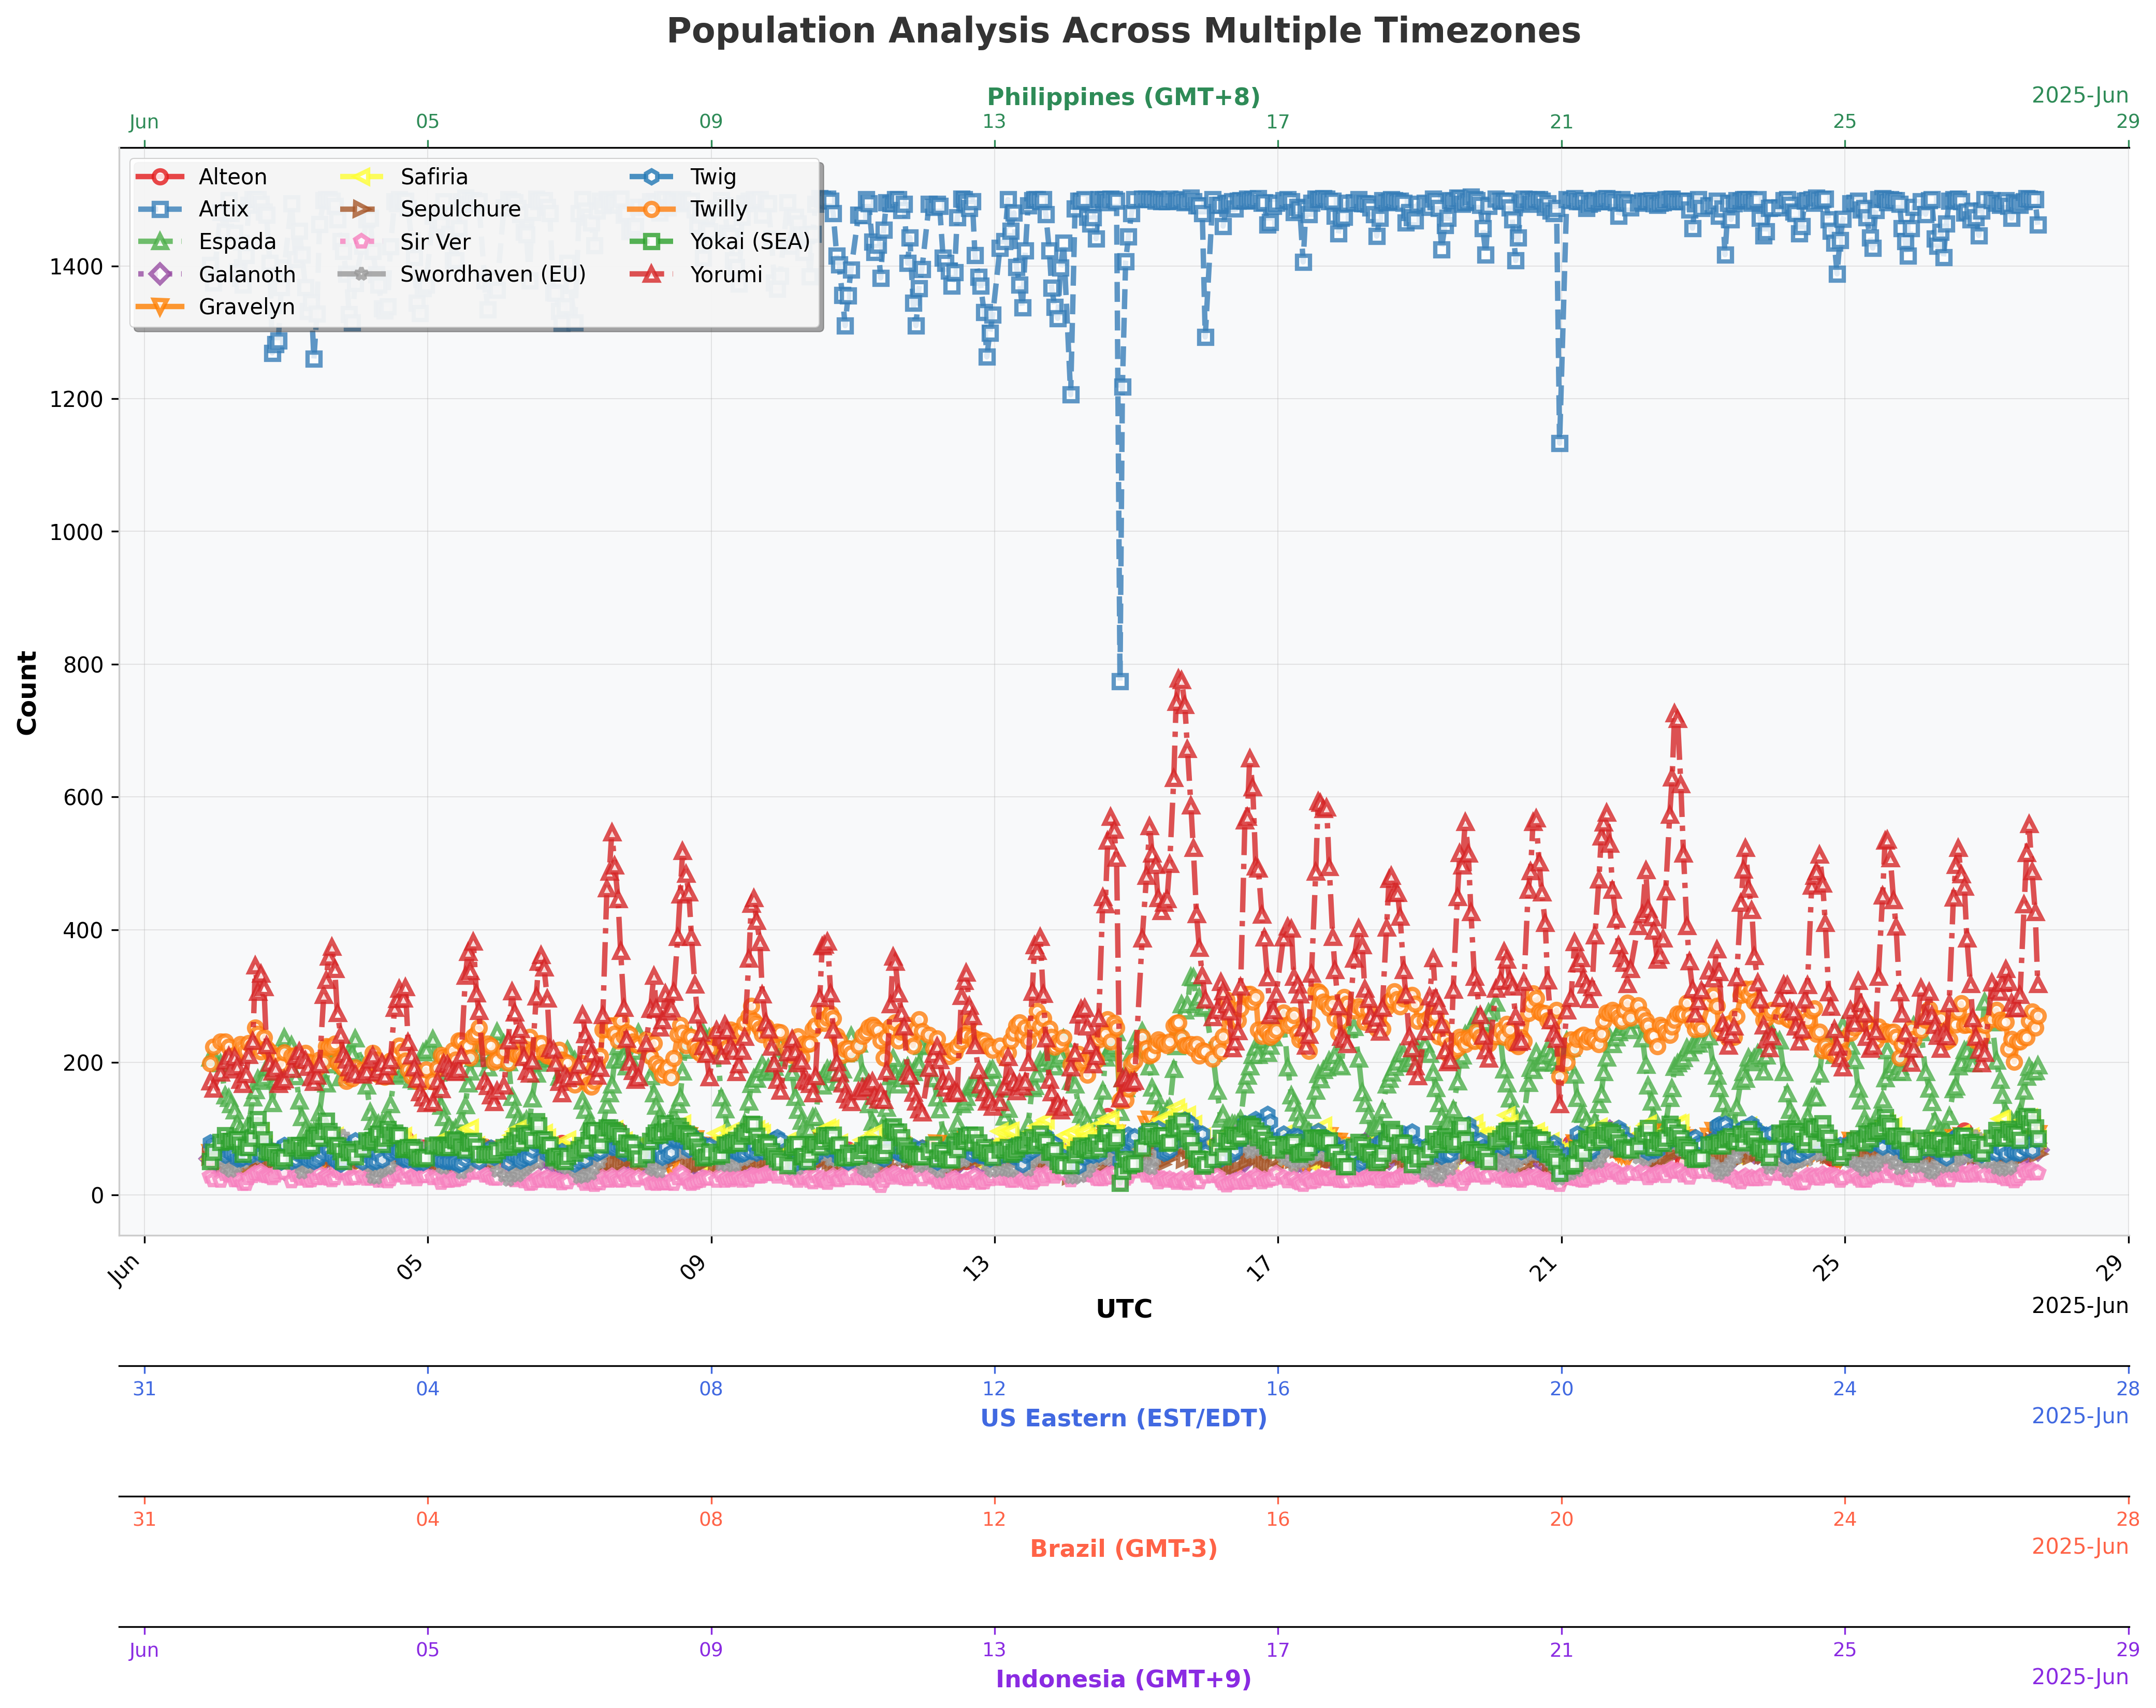 Population Analysis Across Multiple Timezones
Philippines (GMT+8)
2025-Jun
Jun 05 09 13 17 21 25 29
Alteon
Artix
Espada
Galanoth
Gravelyn
Safiria
Sepulchure
Sir Ver
Swordhaven (EU)
Twig
Twilly
Yokai (SEA)
Yorumi
Count
1400
1200
1000
800
600
400
200
0
Jun 05 09 13 17 21 25 29
UTC
2025-Jun
31 04 08 12 16 20 24 28
US Eastern (EST/EDT)
2025-Jun
31 04 08 12 16 20 24 28
Brazil (GMT-3)
2025-Jun
Jun 05 09 13 17 21 25 29
Indonesia (GMT+9)
2025-Jun